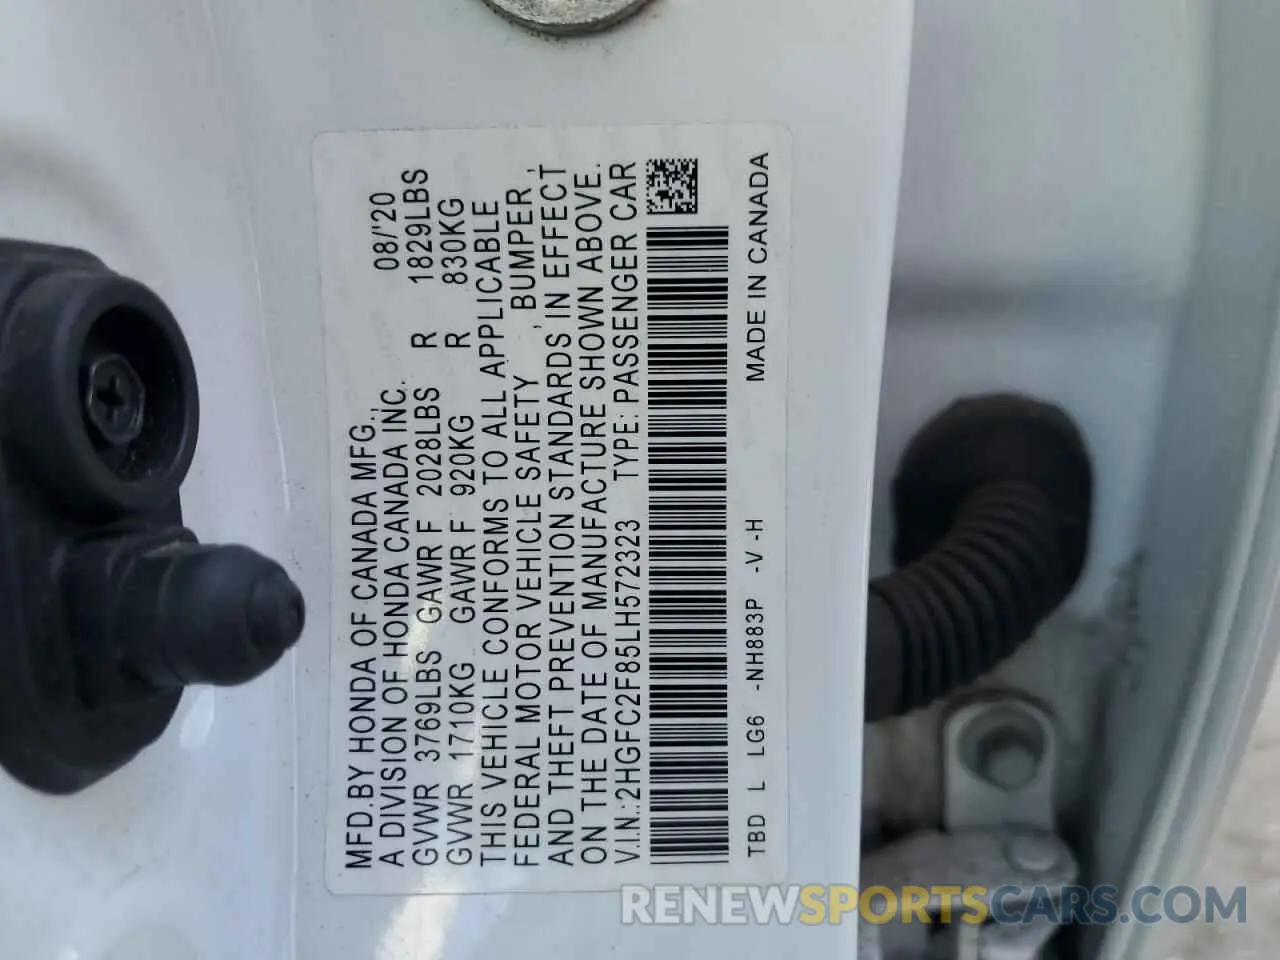 MFD.BY HONDA OF CANADA MFG., 08/'20
A DIVISION OF HONDA CANADA INC.
GVWR 3769LBS GAWR F 2028LBS R 1829LBS
GVWR 1710KG GAWR F 920KG R 830KG
THIS VEHICLE CONFORMS TO ALL APPLICABLE
FEDERAL MOTOR VEHICLE SAFETY , BUMPER ,
AND THEFT PREVENTION STANDARDS IN EFFECT
ON THE DATE OF MANUFACTURE SHOWN ABOVE.
V.I.N.:2HGFC2F85LH572323 TYPE: PASSENGER CAR
TBD L LG6 -NH883P -V -H MADE IN CANADA
RENEWSPORTSCARS.COM